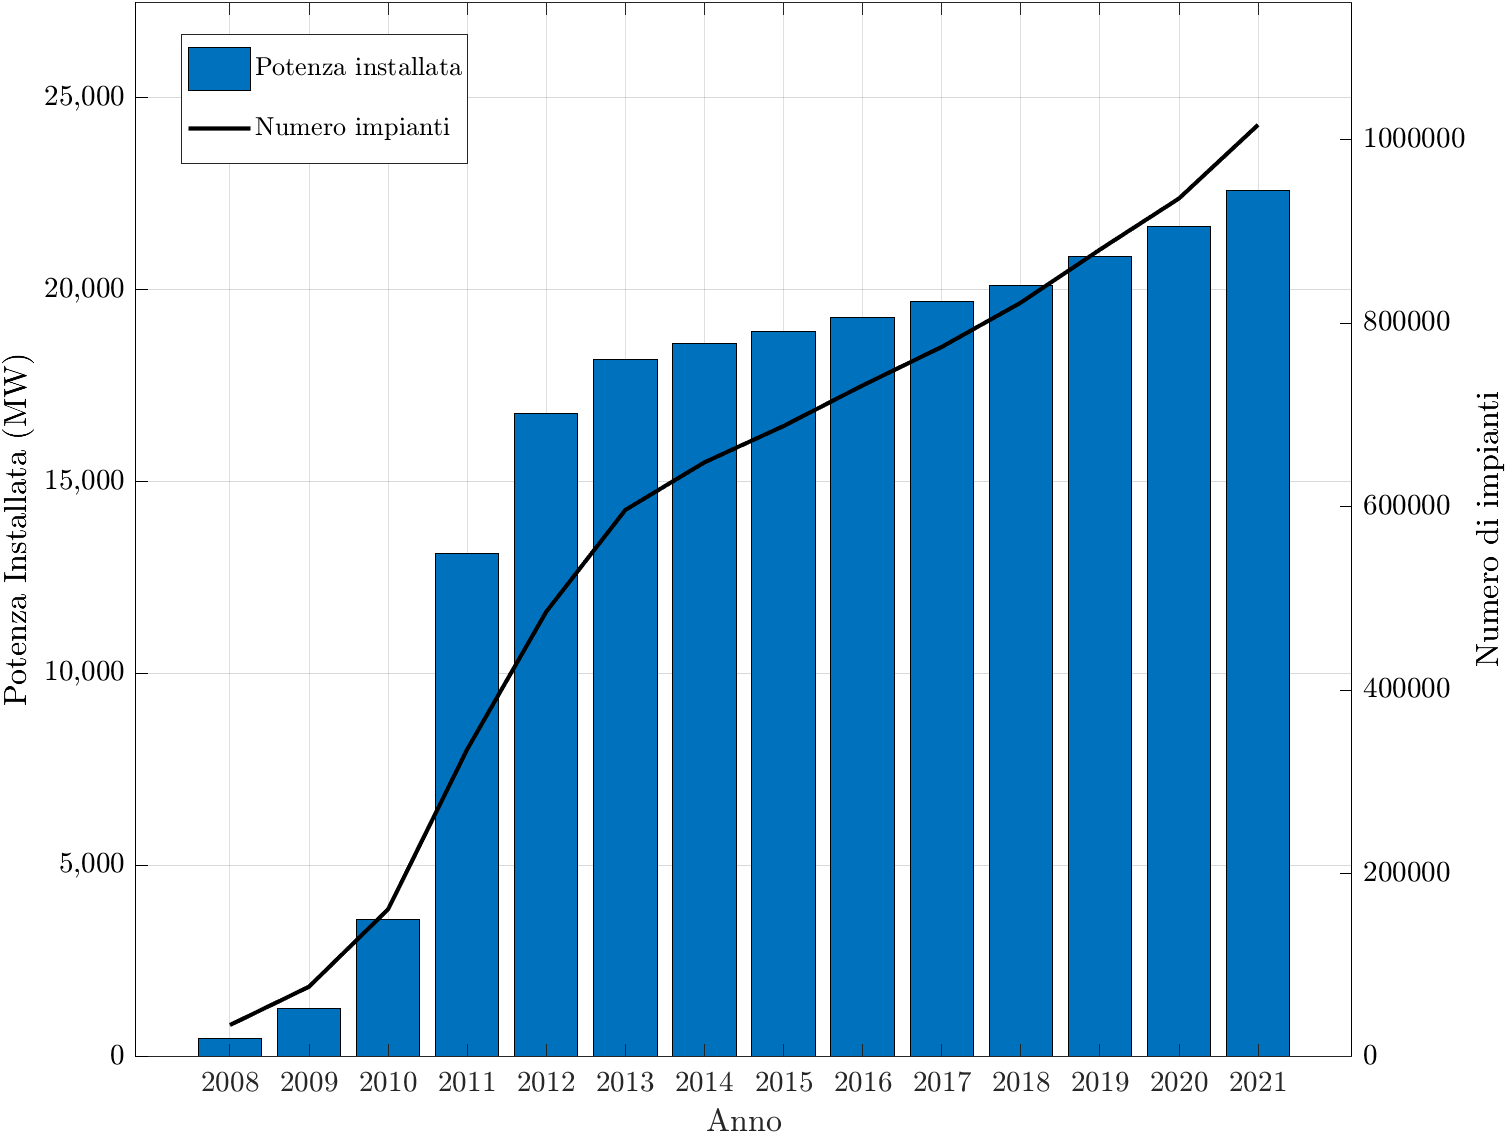 Potenza installata
Numero impianti
25,000
20,000
15,000
10,000
5,000
0
Potenza Installata (MW)
1000000
800000
600000
400000
200000
0
Numero di impianti
2008 2009 2010 2011 2012 2013 2014 2015 2016 2017 2018 2019 2020 2021
Anno